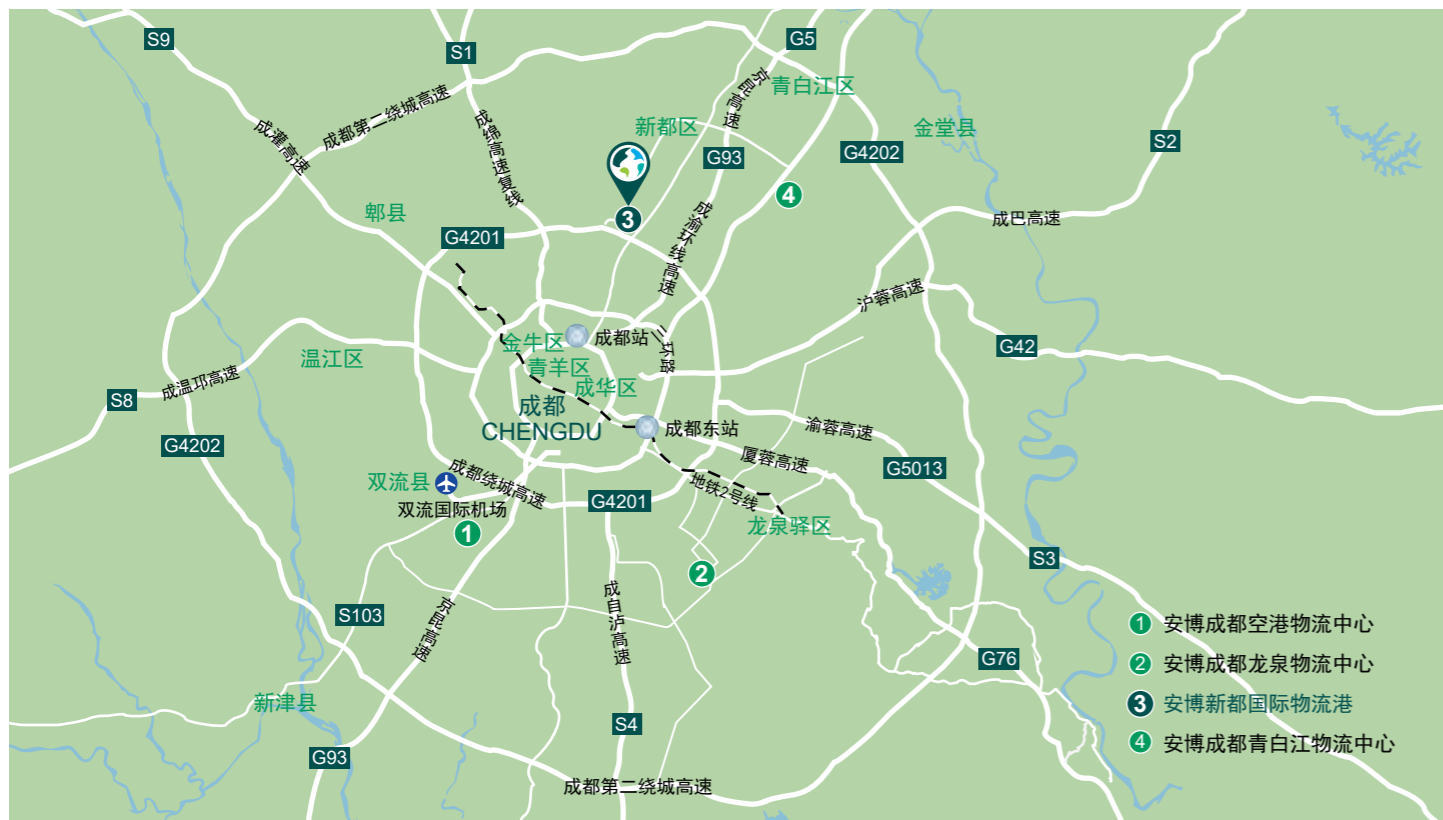 S9
S1
G5
京昆高速
青白江区
成都第二绕城高速
成灌高速
成绵高速复线
新都区
金堂县
G93
G4202
S2
4
郫县
3
成渝环线高速
成巴高速
G4201
沪蓉高速
金牛区
成都站
二环路
G42
温江区
青羊区
成华区
成温邛高速
S8
成都
CHENGDU
成都东站
渝蓉高速
G4202
厦蓉高速
G5013
双流县
成都绕城高速
地铁2号线
G4201
双流国际机场
1
龙泉驿区
2
S3
成自泸高速
S103
京昆高速
G76
新津县
S4
G93
成都第二绕城高速
1 安博成都空港物流中心
2 安博成都龙泉物流中心
3 安博新都国际物流港
4 安博成都青白江物流中心